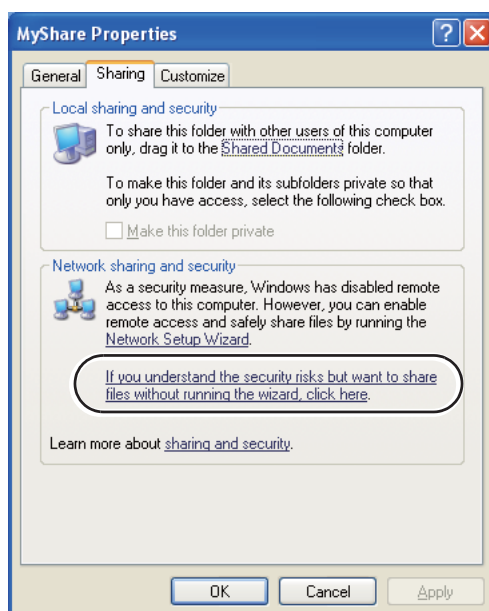 MyShare Properties
?
General Sharing Customize
Local sharing and security
To share this folder with other users of this computer
only, drag it to the Shared Documents folder.
To make this folder and its subfolders private so that
only you have access, select the following check box.
Make this folder private
Network sharing and security
As a security measure, Windows has disabled remote
access to this computer. However, you can enable
remote access and safely share files by running the
Network Setup Wizard.
If you understand the security risks but want to share
files without running the wizard, click here.
Learn more about sharing and security.
OK Cancel Apply